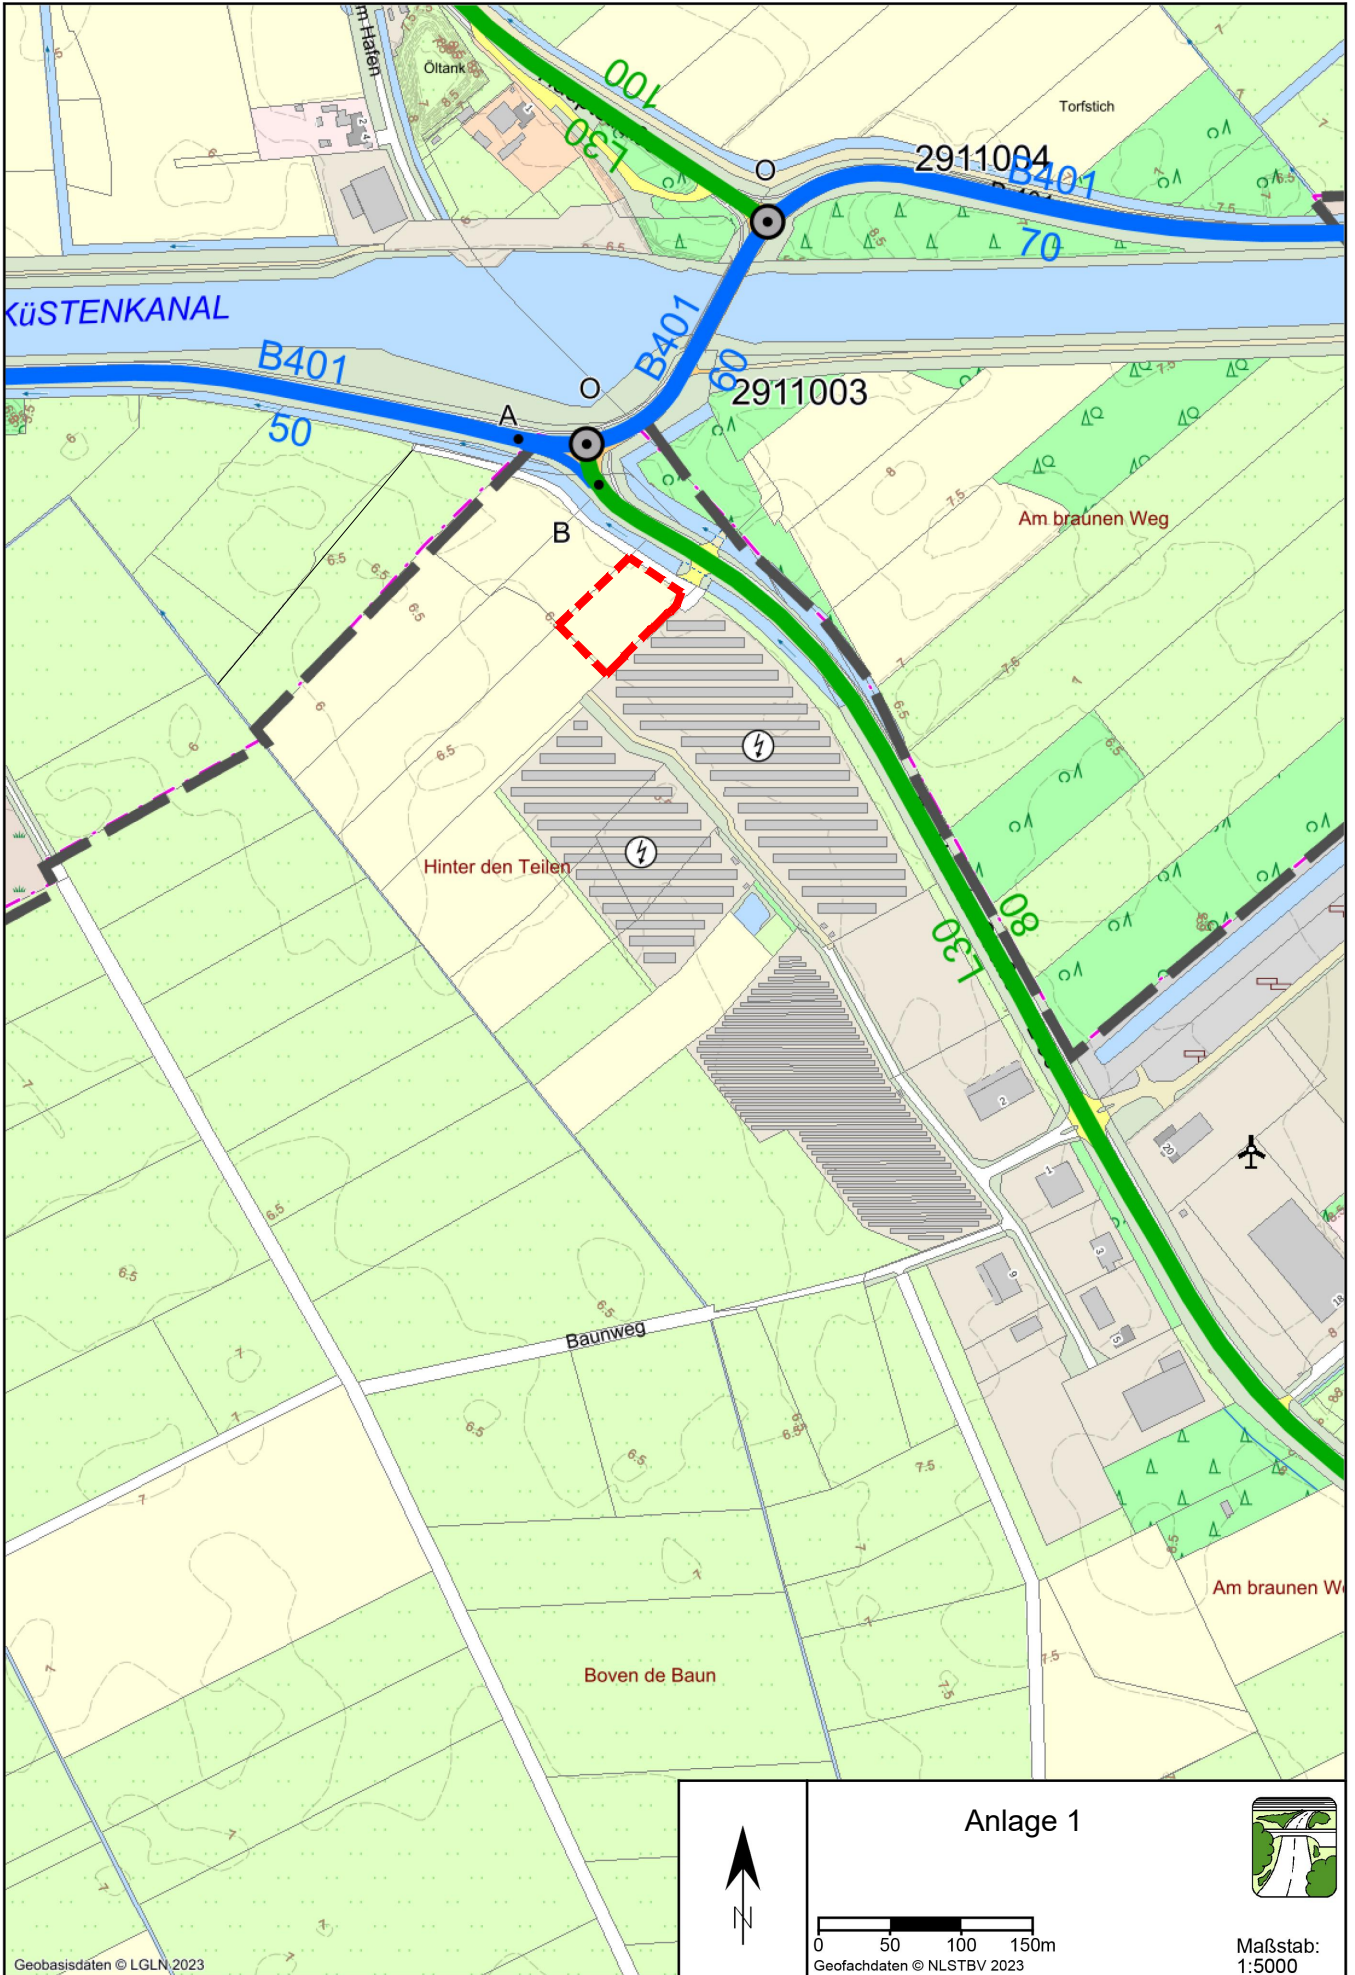 m Hafen
Öltank
100
L30
Torfstich
O
2911004
B401
70
KüSTENKANAL
B401
50
B401
60
2911003
O
A
B
Am braunen Weg
Hinter den Teilen
L30
80
Baunweg
Boven de Baun
Am braunen We
Anlage 1
N
0 50 100 150m
Geofachdaten © NLSTBV 2023
Maßstab:
1:5000
Geobasisdaten © LGLN 2023